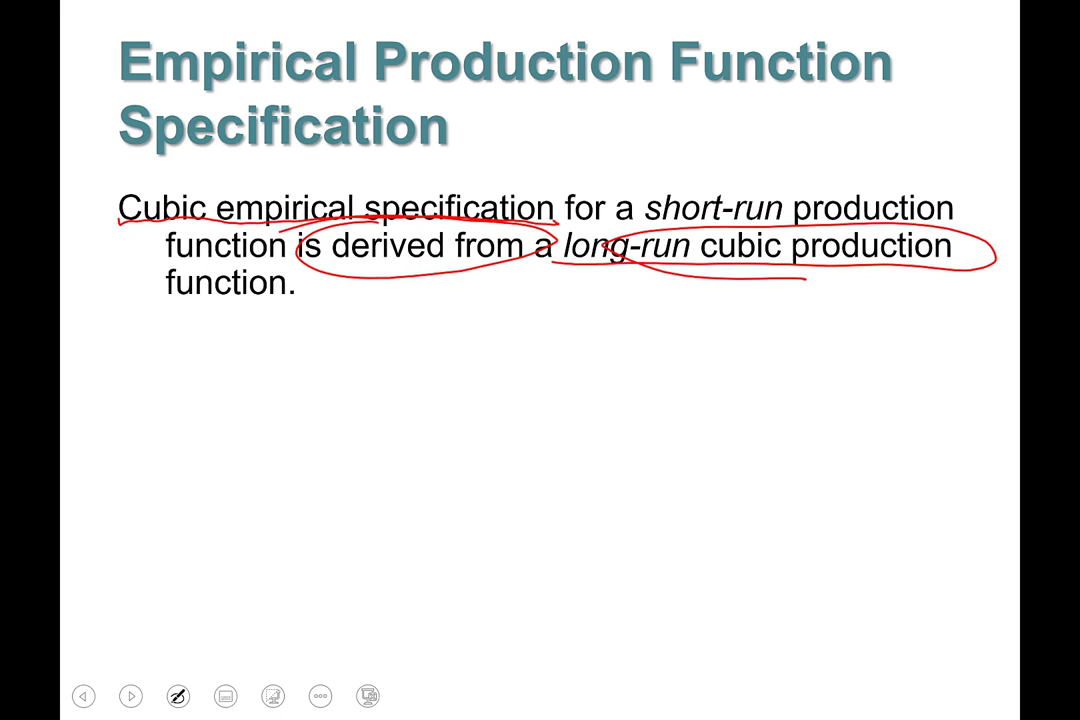 Empirical Production Function
Specification
Cubic empirical specification for a short-run production
function is derived from a long-run cubic production
function.